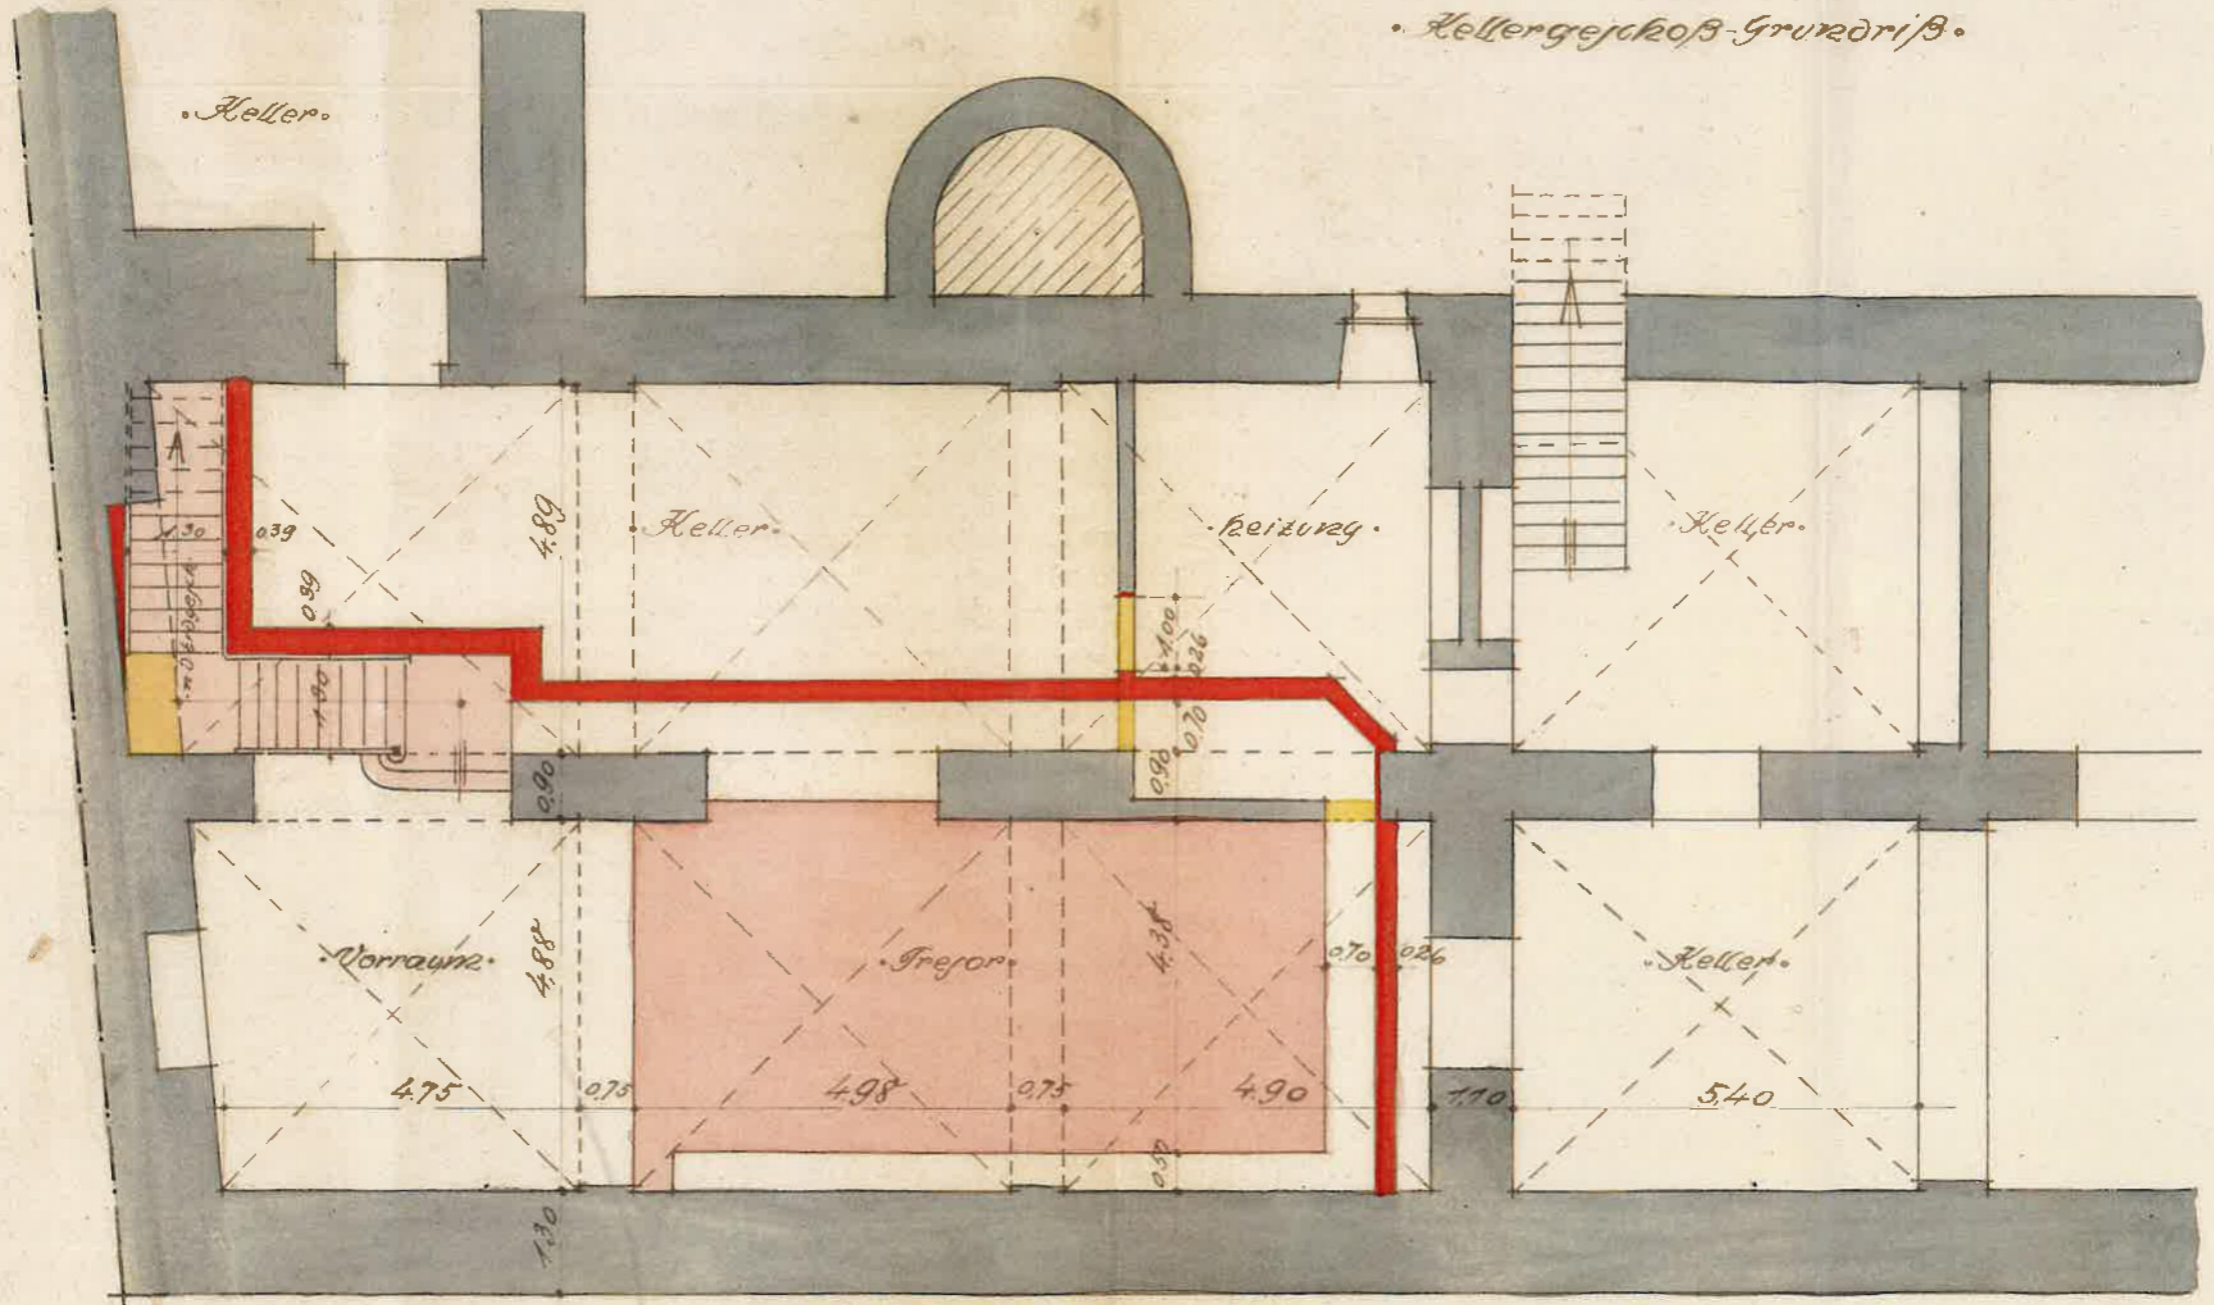 · Kellergeschoß-Grundriß ·
· Keller ·
1.30
0.39
n. d. Erdgesch.
0.39
4.89
· Keller ·
· Heizung ·
· Keller ·
1.00
0.26
0.70
0.90
1.90
0.90
· Vorraum ·
4.88
· Tresor ·
4.38
0.70
0.26
· Keller ·
4.75
0.75
4.98
0.75
4.90
1.10
5.40
0.50
1.30